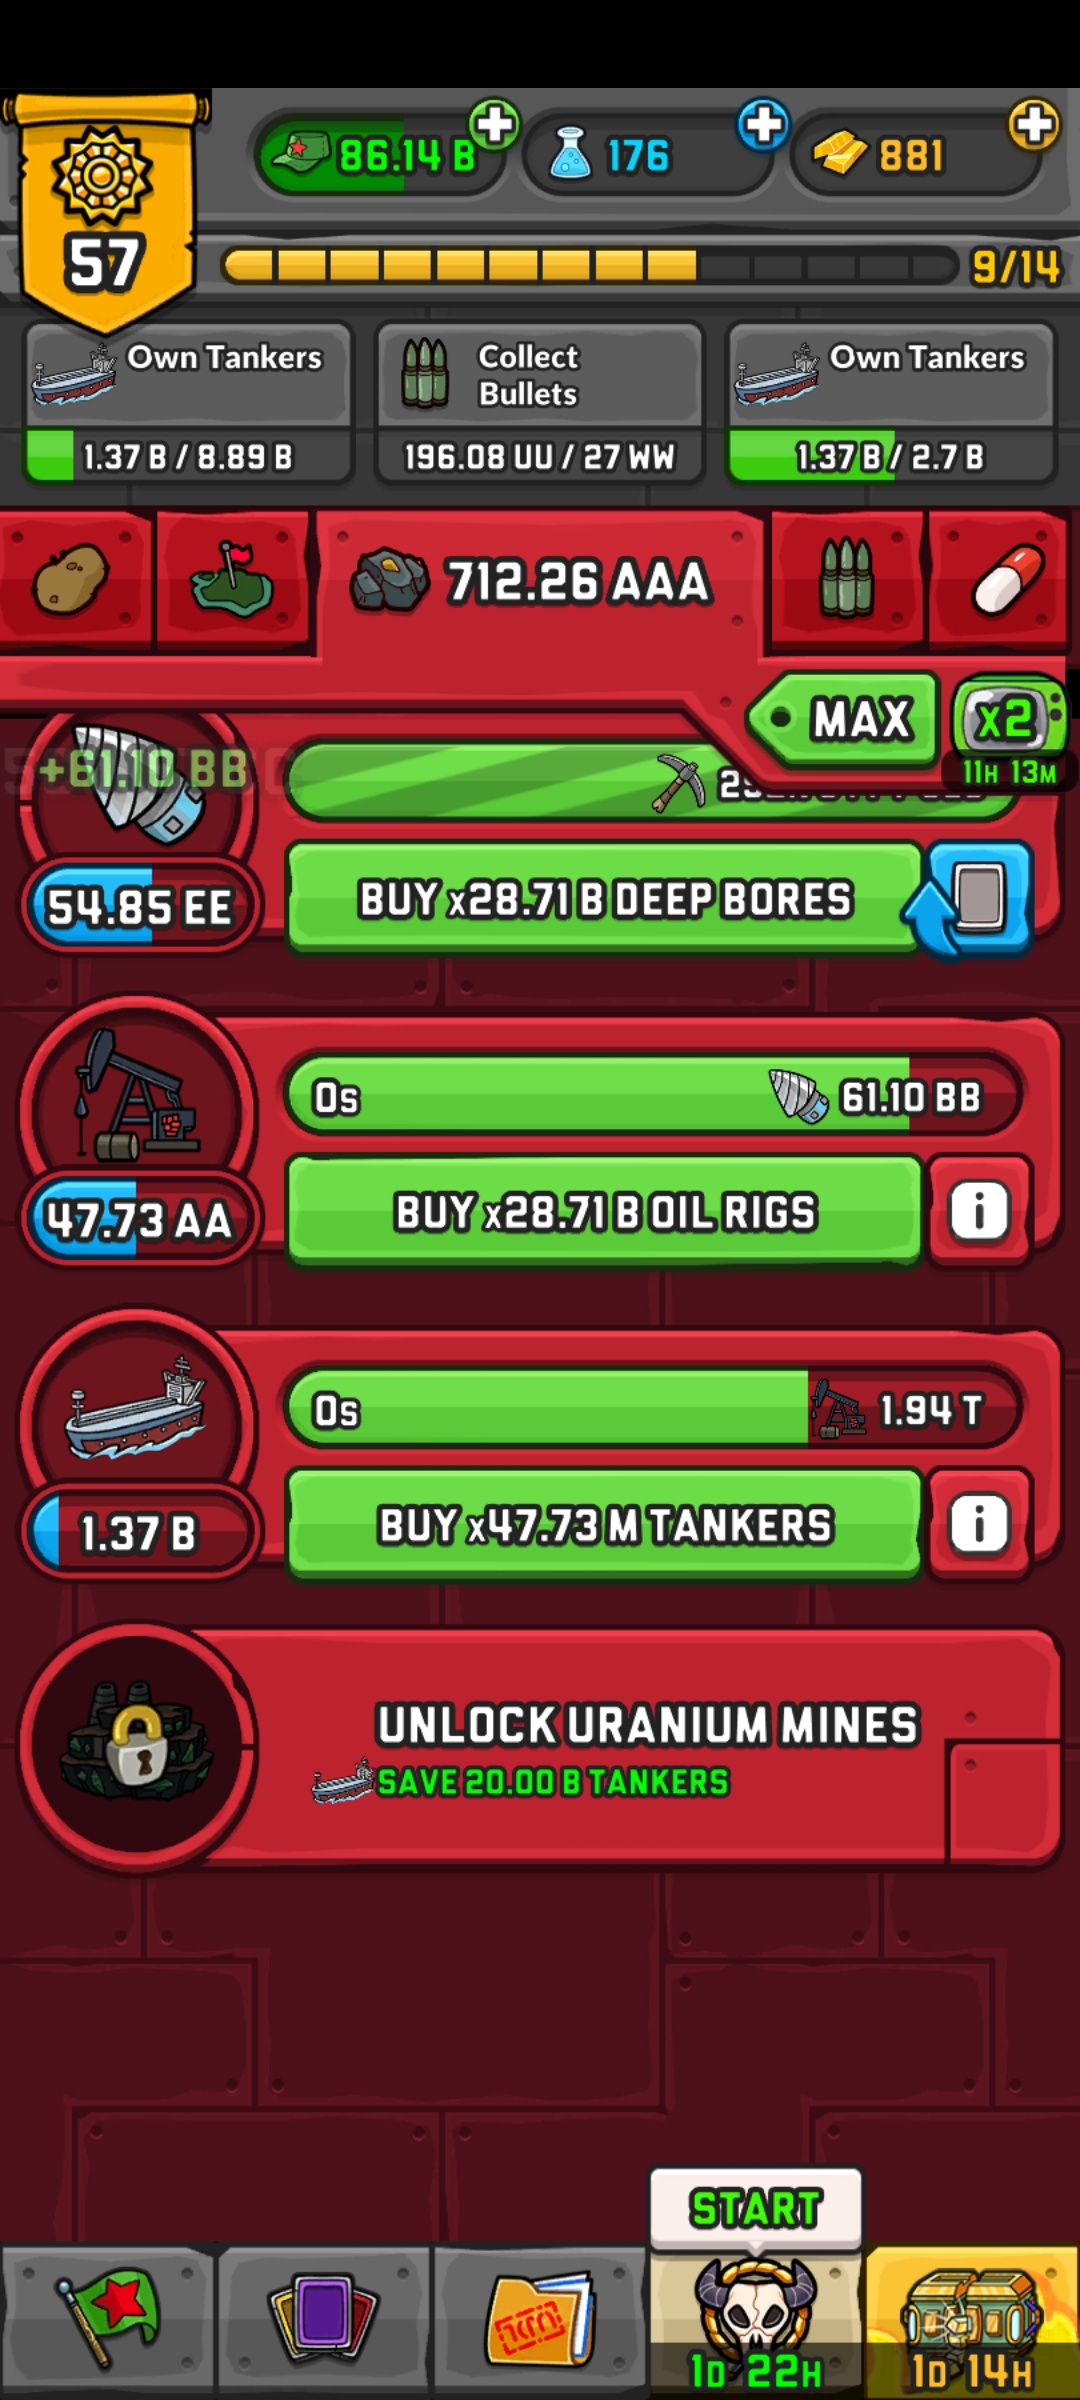 86.14 B
176
881
57
9/14
Own Tankers
1.37 B / 8.89 B
Collect
Bullets
196.08 UU / 27 WW
Own Tankers
1.37 B / 2.7 B
712.26 AAA
MAX
x2
11H 13M
+61.10 BB
54.85 EE
BUY x28.71 B DEEP BORES
0s
61.10 BB
47.73 AA
BUY x28.71 B OIL RIGS
i
0s
1.94 T
1.37 B
BUY x47.73 M TANKERS
i
UNLOCK URANIUM MINES
SAVE 20.00 B TANKERS
START
1D 22H
1D 14H